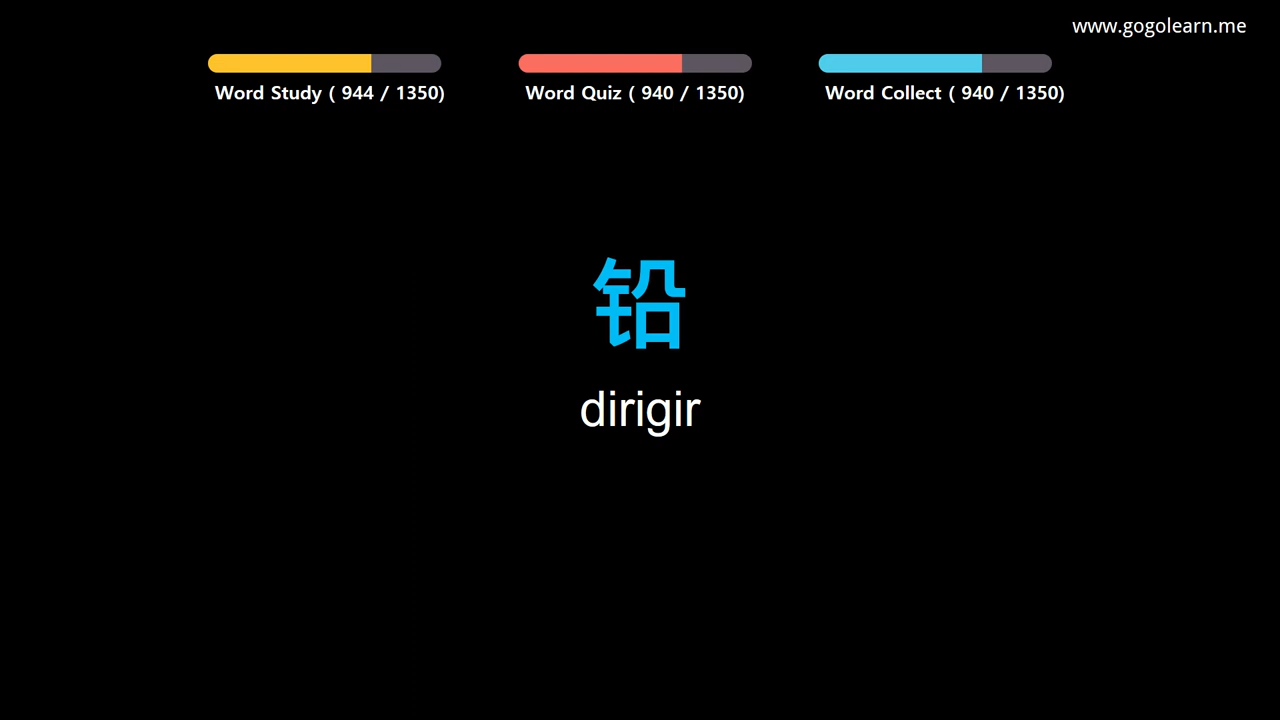 www.gogolearn.me
Word Study ( 944 / 1350)
Word Quiz ( 940 / 1350)
Word Collect ( 940 / 1350)
铅
dirigir